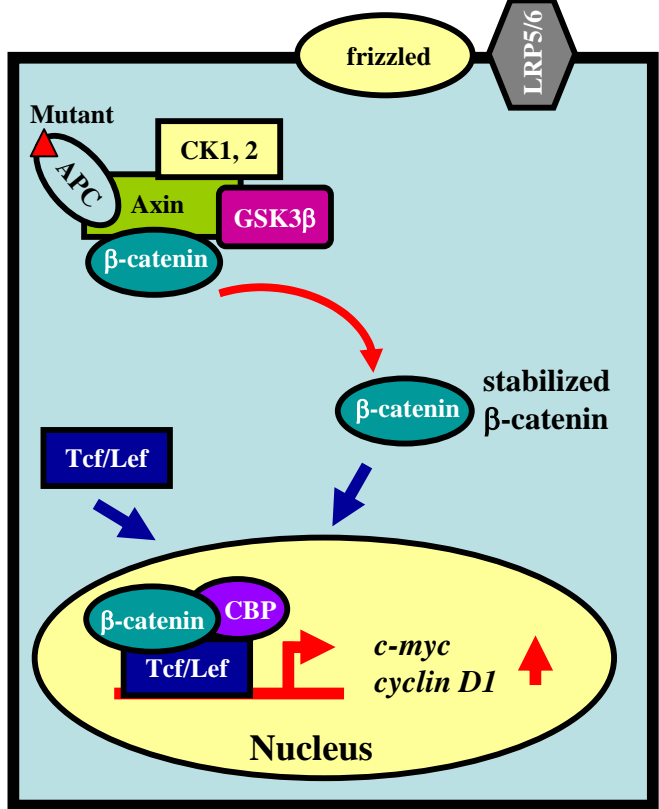 frizzled
LRP5/6
Mutant
APC
CK1, 2
Axin
GSK3β
β-catenin
β-catenin
stabilized
β-catenin
Tcf/Lef
β-catenin
CBP
Tcf/Lef
c-myc
cyclin D1
Nucleus